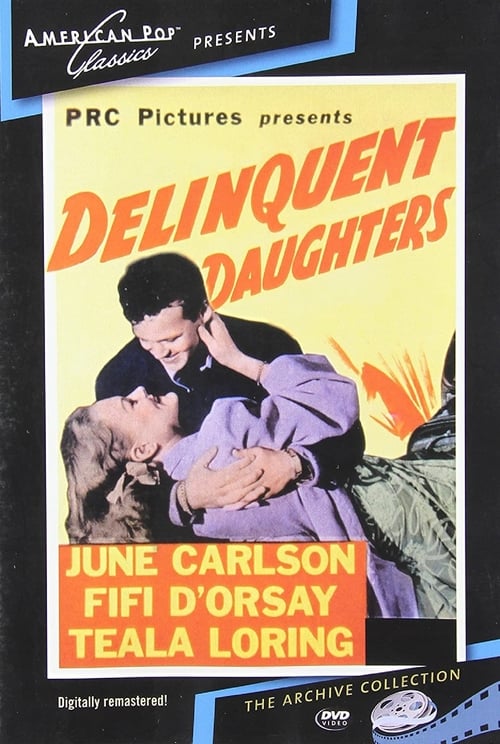 AMERICAN POP™
Classics
PRESENTS
PRC Pictures presents
DELINQUENT
DAUGHTERS
JUNE CARLSON
FIFI D'ORSAY
TEALA LORING
Digitally remastered!
THE ARCHIVE COLLECTION
DVD
VIDEO